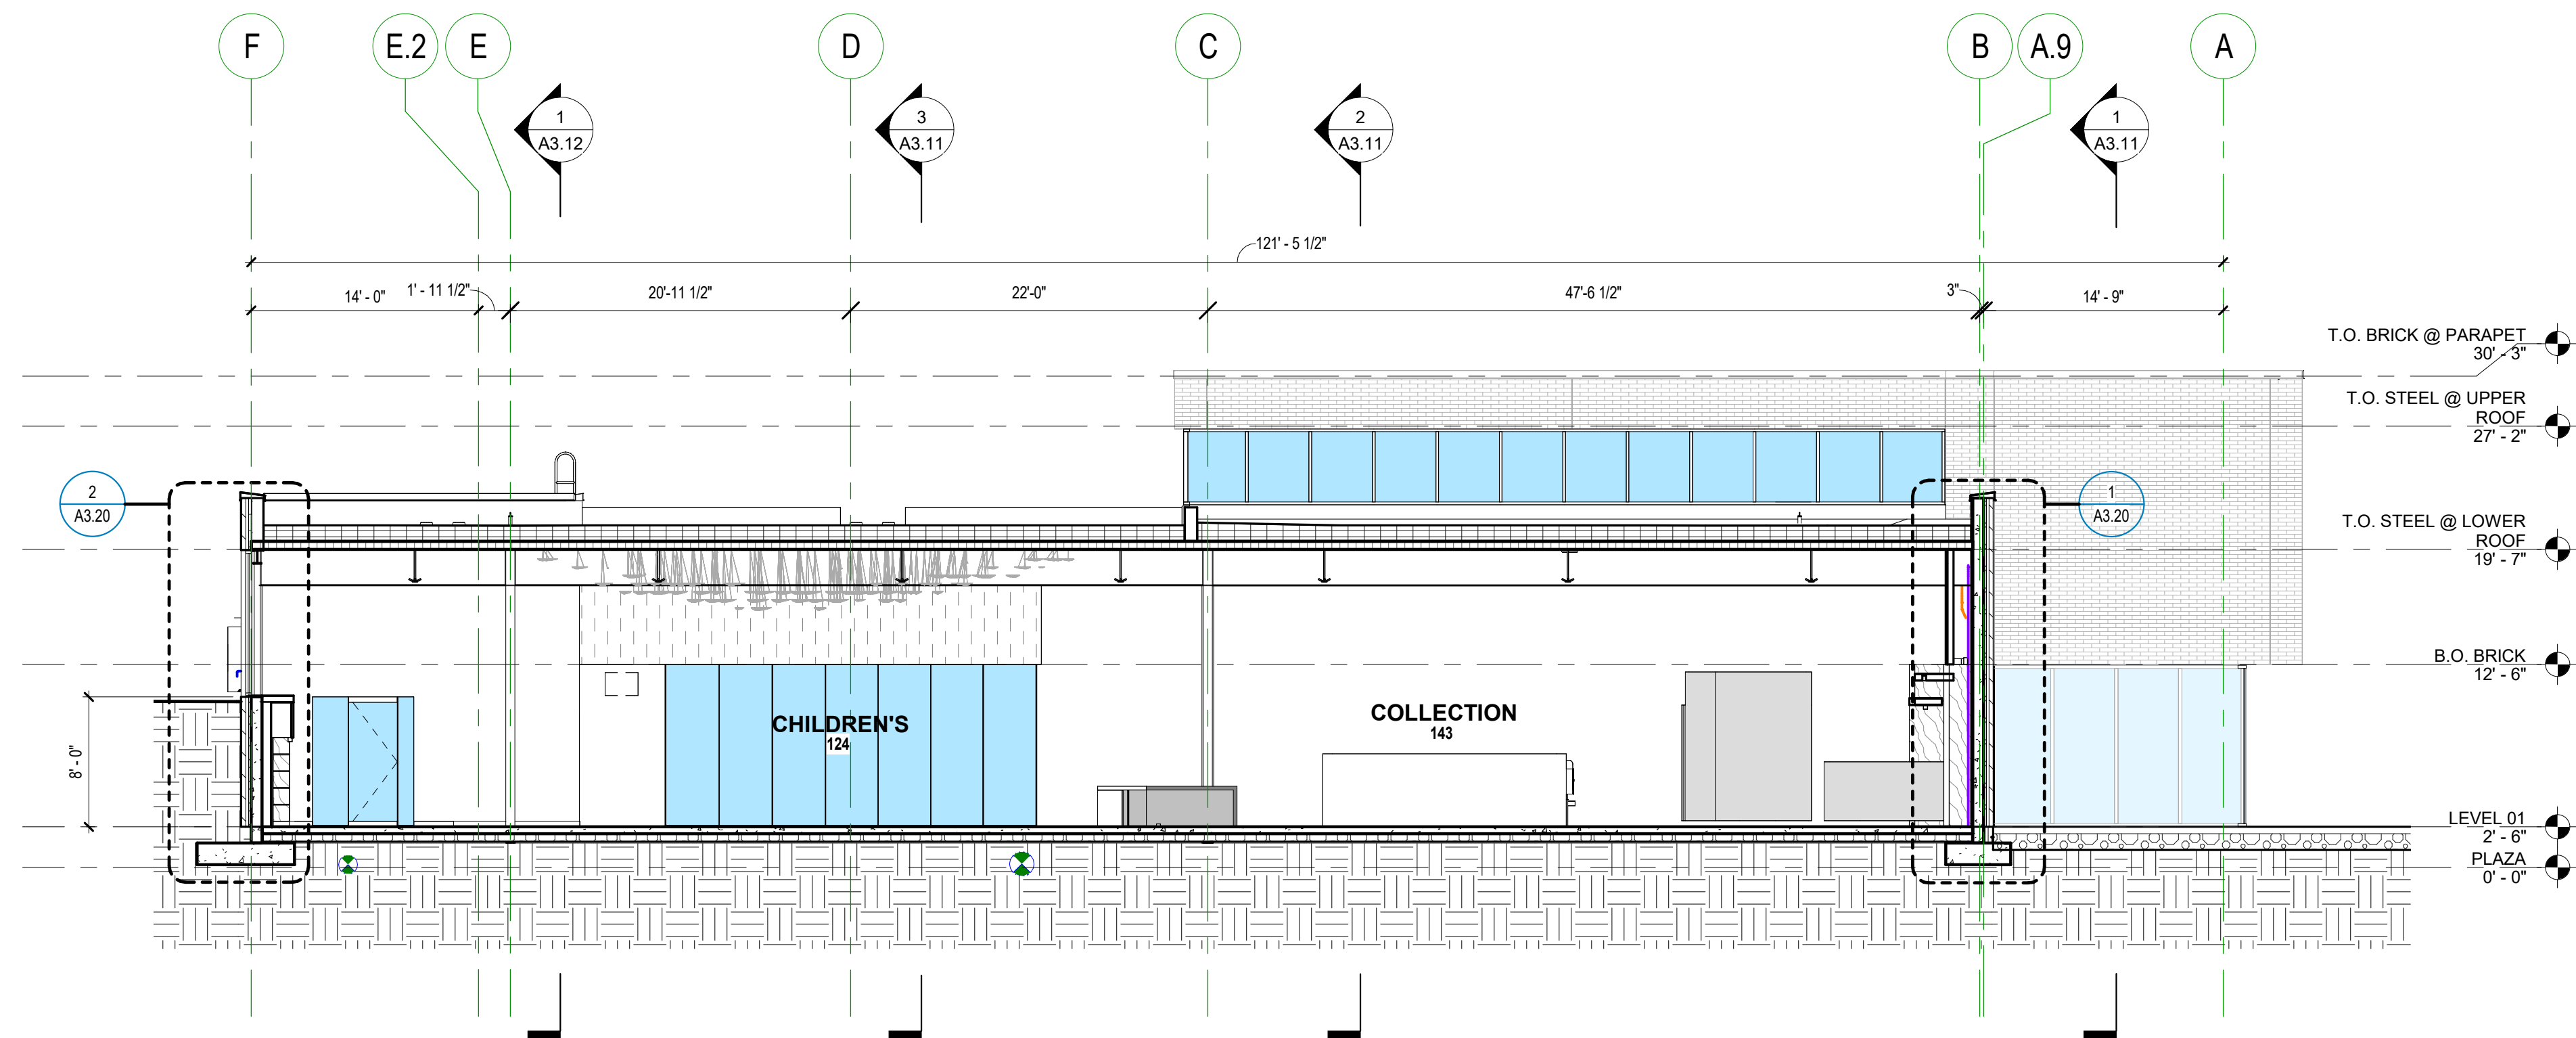 F
E.2
E
D
C
B
A.9
A
1
A3.12
3
A3.11
2
A3.11
1
A3.11
121' - 5 1/2"
14' - 0"
1' - 11 1/2"
20'-11 1/2"
22'-0"
47'-6 1/2"
3"
14' - 9"
T.O. BRICK @ PARAPET
30' - 3"
T.O. STEEL @ UPPER
ROOF
27' - 2"
2
A3.20
1
A3.20
T.O. STEEL @ LOWER
ROOF
19' - 7"
B.O. BRICK
12' - 6"
CHILDREN'S
124
COLLECTION
143
8' - 0"
LEVEL 01
2' - 6"
PLAZA
0' - 0"